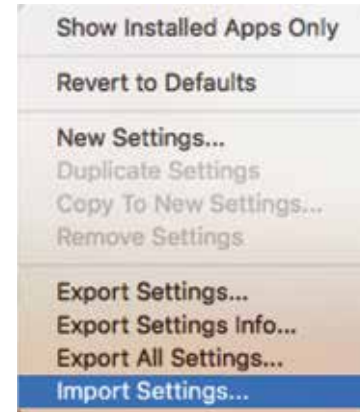 Show Installed Apps Only
Revert to Defaults
New Settings...
Duplicate Settings
Copy To New Settings...
Remove Settings
Export Settings...
Export Settings Info...
Export All Settings...
Import Settings...